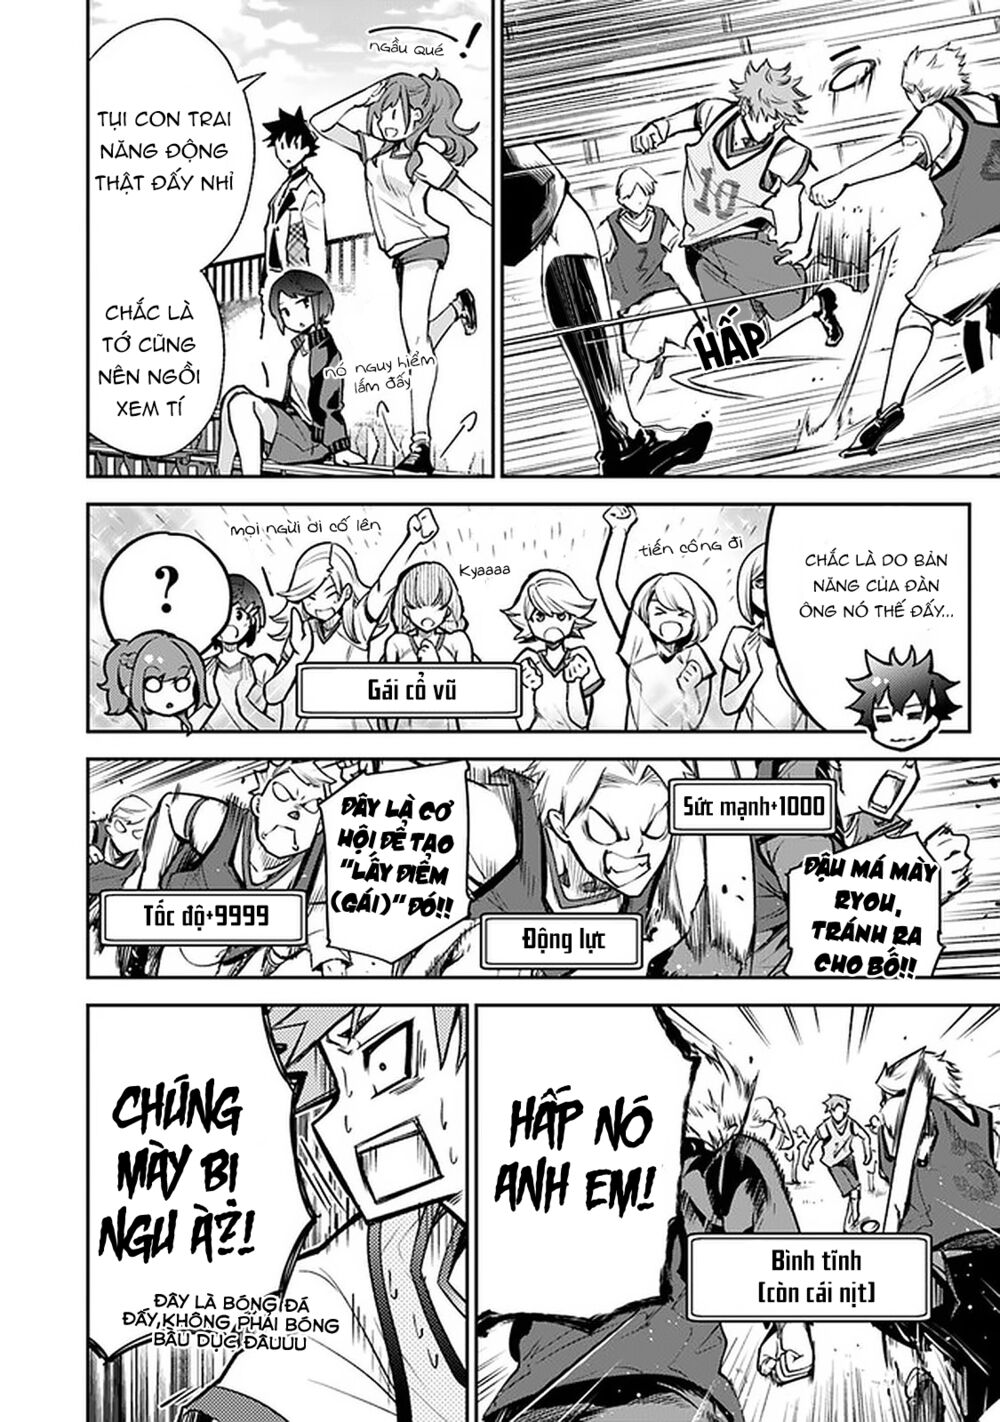 HẤP
ngầu qué
TỤI CON TRAI
NĂNG ĐỘNG
THẬT ĐẤY NHỈ
CHẮC LÀ
TỚ CŨNG
NÊN NGỒI
XEM TÍ
nó nguy hiểm
lắm đấy
10
3
CHẮC LÀ DO BẢN
NĂNG CỦA ĐÀN
ÔNG NÓ THẾ ĐẤY...
tiến công đi
Kyaaaa
mọi ngừi ơi cố lên
Gái cổ vũ
?
Sức mạnh+1000
ĐẬU MÁ MÀY
RYOU,
TRÁNH RA
CHO BỐ!!
ĐÂY LÀ CƠ
HỘI ĐỂ TAO
“LẤY ĐIỂM
(GÁI)” ĐÓ!!
Động lực
Tốc độ+9999
HẤP NÓ
ANH EM!
Bình tĩnh
[còn cái nịt]
CHÚNG
MÀY BỊ
NGU À?!
ĐÂY LÀ BÓNG ĐÁ
ĐẤY KHÔNG PHẢI BÓNG
BẦU DỤC ĐÂUUU